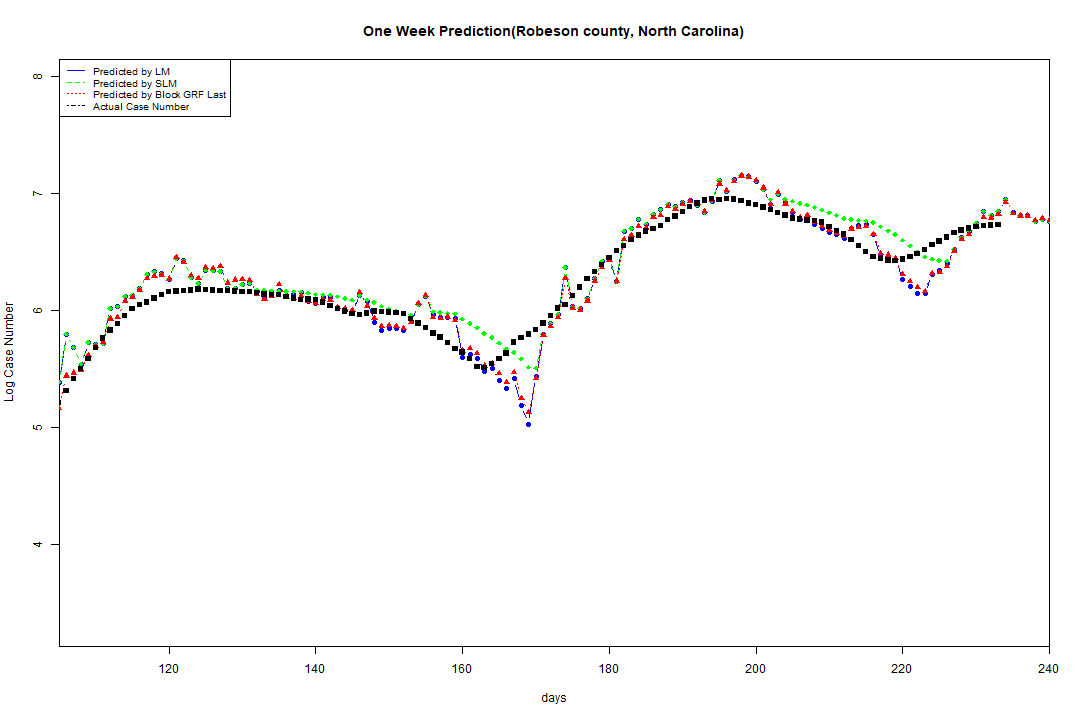 One Week Prediction(Robeson county, North Carolina)
Predicted by LM
Predicted by SLM
Predicted by Block GRF Last
Actual Case Number
8
7
6
5
4
Log Case Number
120 140 160 180 200 220 240
days